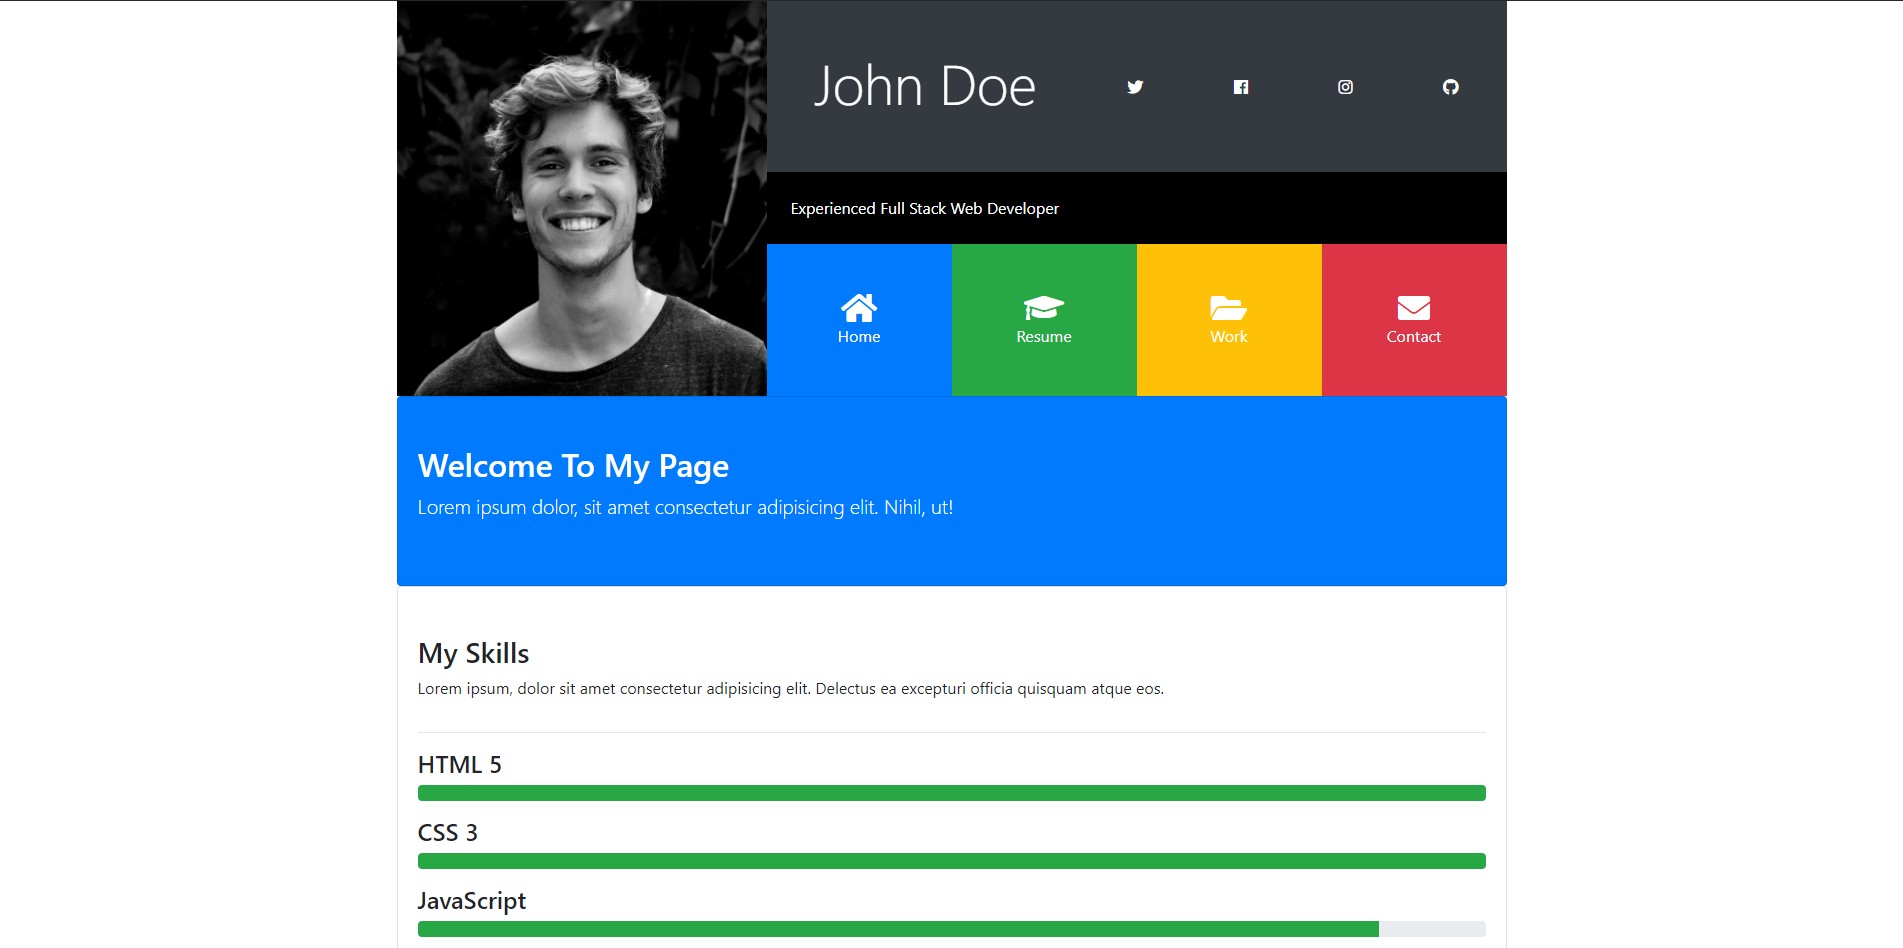 John Doe
Experienced Full Stack Web Developer
Home
Resume
Work
Contact
Welcome To My Page
Lorem ipsum dolor, sit amet consectetur adipisicing elit. Nihil, ut!
My Skills
Lorem ipsum, dolor sit amet consectetur adipisicing elit. Delectus ea excepturi officia quisquam atque eos.
HTML 5
CSS 3
JavaScript